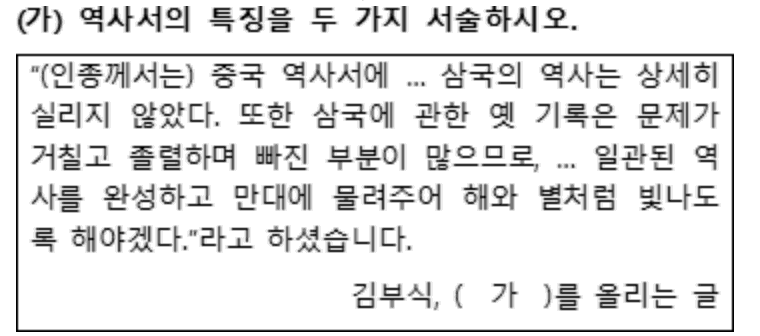 (가) 역사서의 특징을 두 가지 서술하시오.
"(인종께서는) 중국 역사서에 ... 삼국의 역사는 상세히
실리지 않았다. 또한 삼국에 관한 옛 기록은 문제가
거칠고 졸렬하며 빠진 부분이 많으므로, ... 일관된 역
사를 완성하고 만대에 물려주어 해와 별처럼 빛나도
록 해야겠다."라고 하셨습니다.
김부식, ( 가 )를 올리는 글